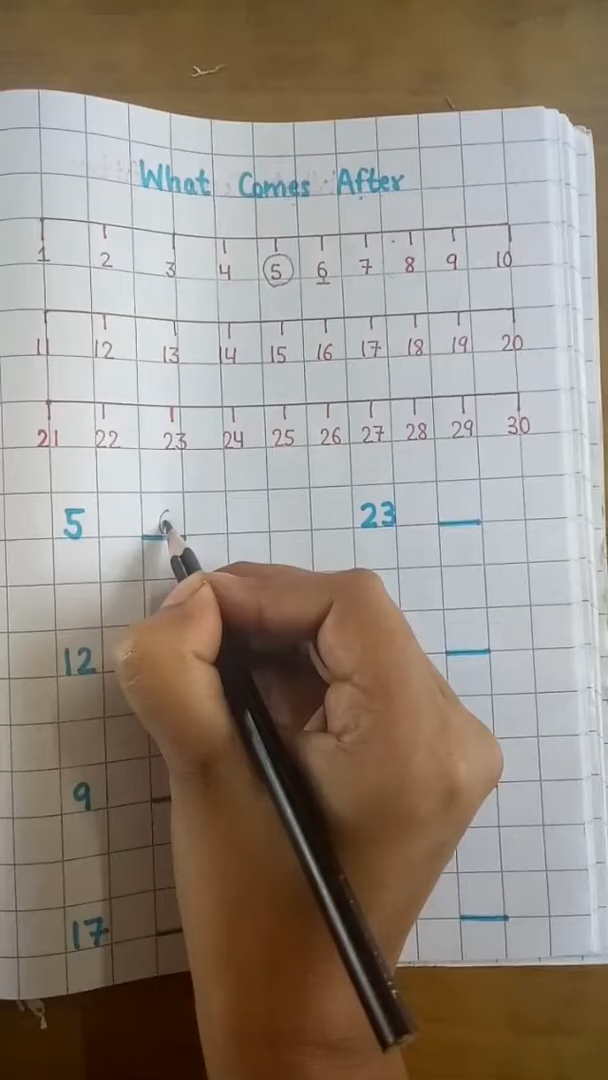 What Comes After
1 2 3 4 5 6 7 8 9 10
11 12 13 14 15 16 17 18 19 20
21 22 23 24 25 26 27 28 29 30
5 23
12
9
17